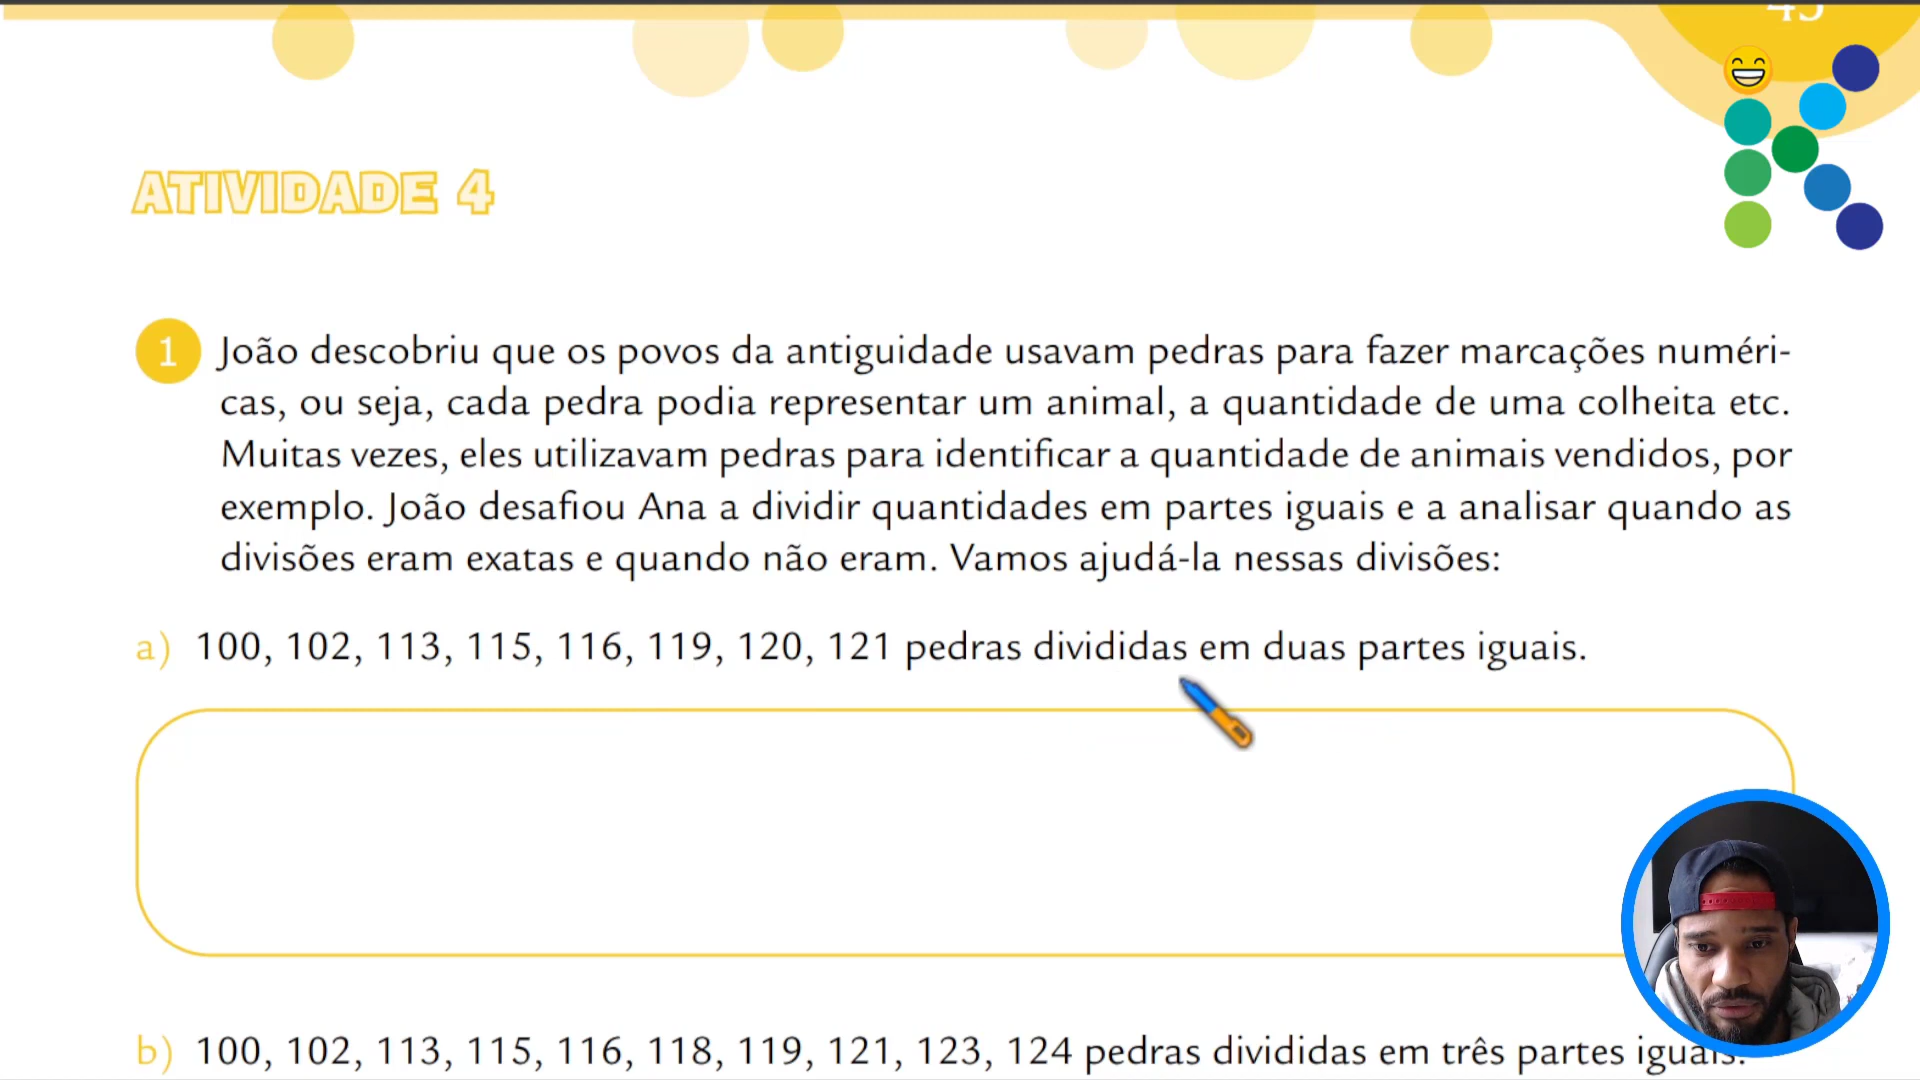 ATIVIDADE 4
1 João descobriu que os povos da antiguidade usavam pedras para fazer marcações numéri-
cas, ou seja, cada pedra podia representar um animal, a quantidade de uma colheita etc.
Muitas vezes, eles utilizavam pedras para identificar a quantidade de animais vendidos, por
exemplo. João desafiou Ana a dividir quantidades em partes iguais e a analisar quando as
divisões eram exatas e quando não eram. Vamos ajudá-la nessas divisões:
a) 100, 102, 113, 115, 116, 119, 120, 121 pedras divididas em duas partes iguais.
b) 100, 102, 113, 115, 116, 118, 119, 121, 123, 124 pedras divididas em três partes iguais.